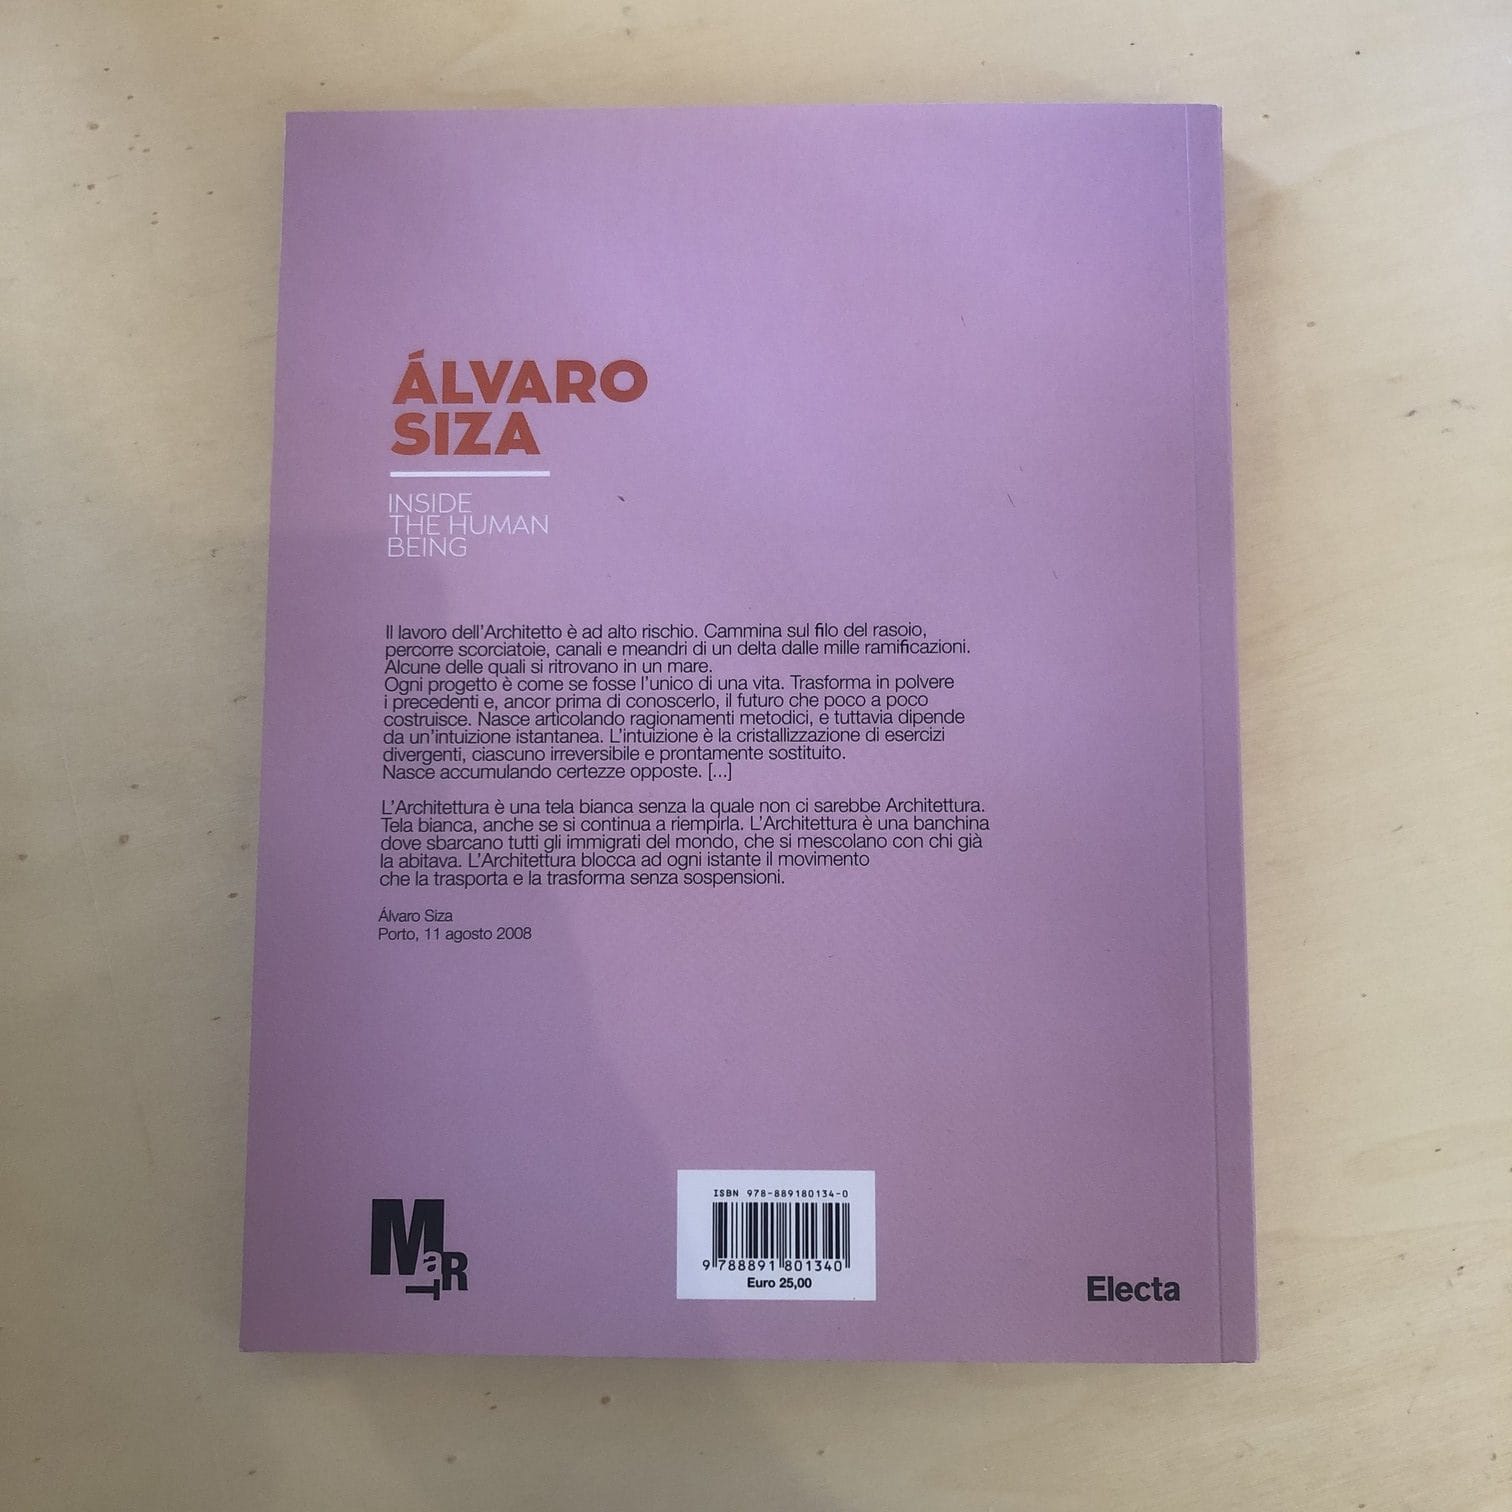 ÁLVARO
SIZA
INSIDE
THE HUMAN
BEING
Il lavoro dell'Architetto è ad alto rischio. Cammina sul filo del rasoio,
percorre scorciatoie, canali e meandri di un delta dalle mille ramificazioni.
Alcune delle quali si ritrovano in un mare.
Ogni progetto è come se fosse l'unico di una vita. Trasforma in polvere
i precedenti e, ancor prima di conoscerlo, il futuro che poco a poco
costruisce. Nasce articolando ragionamenti metodici, e tuttavia dipende
da un'intuizione istantanea. L'intuizione è la cristallizzazione di esercizi
divergenti, ciascuno irreversibile e prontamente sostituito.
Nasce accumulando certezze opposte. [...]
L'Architettura è una tela bianca senza la quale non ci sarebbe Architettura.
Tela bianca, anche se si continua a riempirla. L'Architettura è una banchina
dove sbarcano tutti gli immigrati del mondo, che si mescolano con chi già
la abitava. L'Architettura blocca ad ogni istante il movimento
che la trasporta e la trasforma senza sospensioni.
Álvaro Siza
Porto, 11 agosto 2008
MaRT
ISBN 978-889180134-0
9 788891 801340
Euro 25,00
Electa